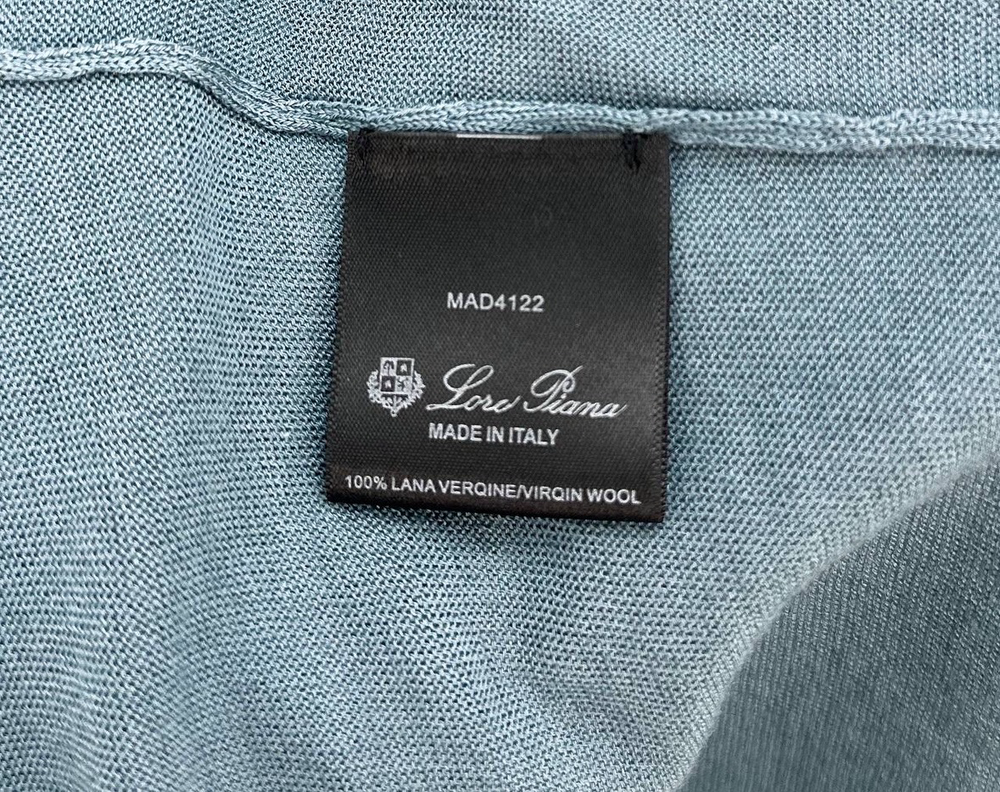 MAD4122
Loro Piana
MADE IN ITALY
100% LANA VERQINE/VIRQIN WOOL